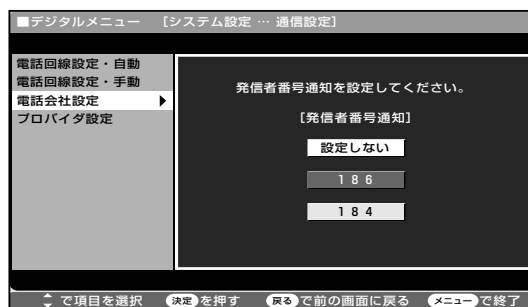 ■デジタルメニュー　[システム設定 … 通信設定]
電話回線設定・自動
電話回線設定・手動
電話会社設定
プロバイダ設定
発信者番号通知を設定してください。
[発信者番号通知]
設定しない
１８６
１８４
で項目を選択　決定を押す　戻るで前の画面に戻る　メニューで終了